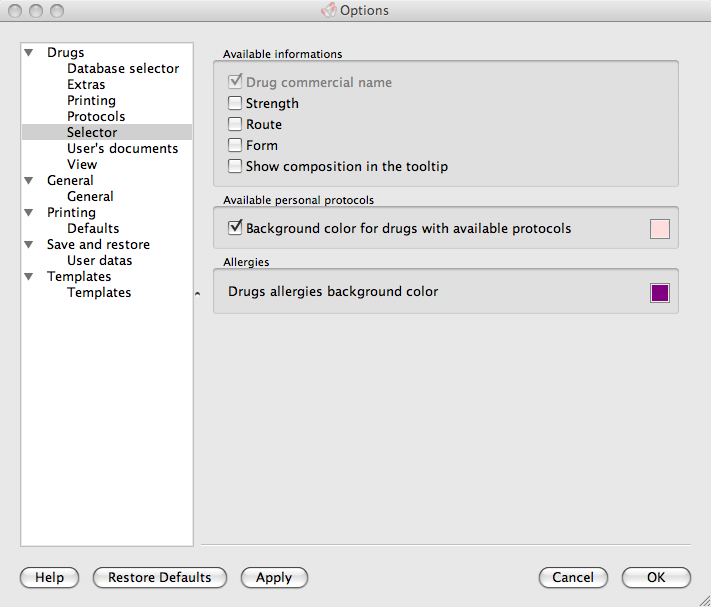 Options
Drugs
Database selector
Extras
Printing
Protocols
Selector
User's documents
View
General
General
Printing
Defaults
Save and restore
User datas
Templates
Templates
Available informations
Drug commercial name
Strength
Route
Form
Show composition in the tooltip
Available personal protocols
Background color for drugs with available protocols
Allergies
Drugs allergies background color
Help
Restore Defaults
Apply
Cancel
OK